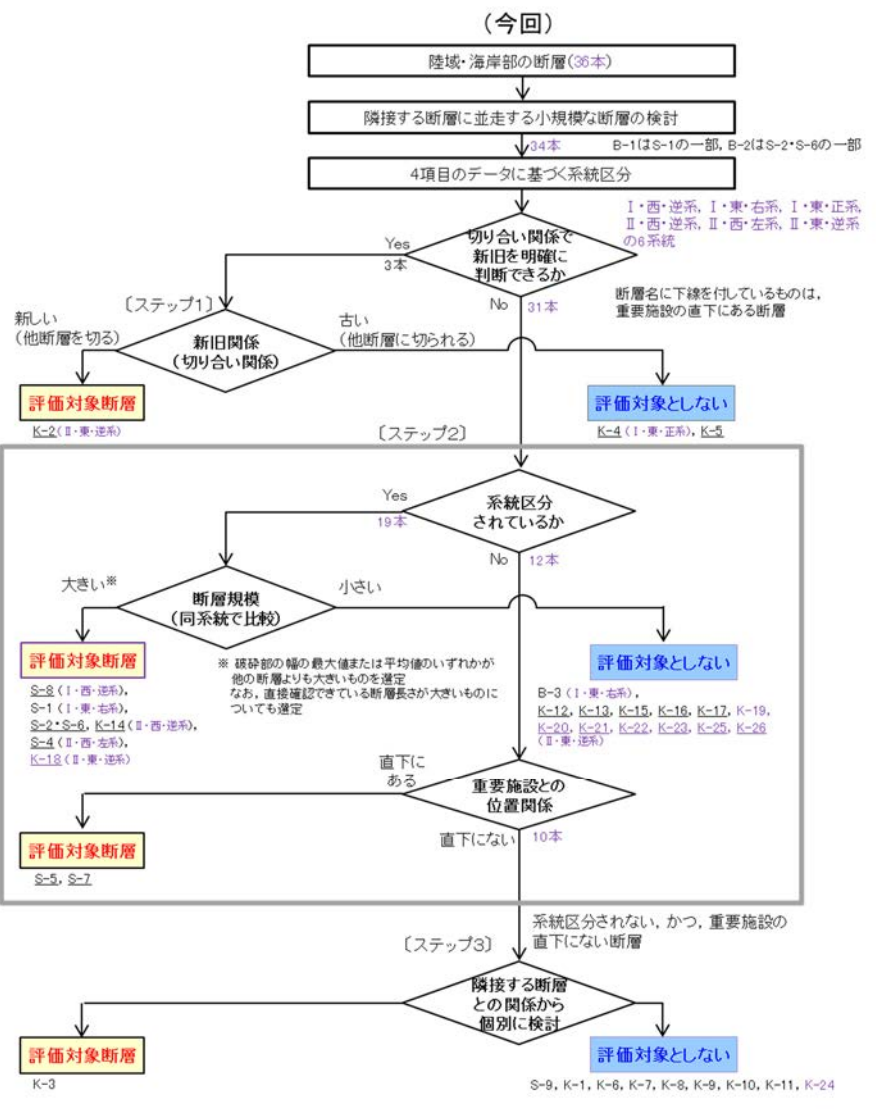 (今回)
陸域・海岸部の断層(36本)
隣接する断層に並走する小規模な断層の検討
34本
B-1はS-1の一部, B-2はS-2・S-6の一部
4項目のデータに基づく系統区分
Ⅰ・西・逆系, Ⅰ・東・右系, Ⅰ・東・正系,
Ⅱ・西・逆系, Ⅱ・西・左系, Ⅱ・東・逆系
の6系統
切り合い関係で
新旧を明確に
判断できるか
Yes
3本
No
31本
断層名に下線を付しているものは,
重要施設の直下にある断層
〔ステップ1〕
新しい
(他断層を切る)
新旧関係
(切り合い関係)
古い
(他断層に切られる)
評価対象断層
K-2(Ⅱ・東・逆系)
評価対象としない
K-4 (Ⅰ・東・正系), K-5
〔ステップ2〕
系統区分
されているか
Yes
19本
No
12本
大きい※
断層規模
(同系統で比較)
小さい
評価対象断層
S-8 (Ⅰ・西・逆系),
S-1 (Ⅰ・東・右系),
S-2・S-6, K-14 (Ⅱ・西・逆系),
S-4 (Ⅱ・西・左系),
K-18 (Ⅱ・東・逆系)
※ 破砕部の幅の最大値または平均値のいずれかが
他の断層よりも大きいものを選定
なお, 直接確認できている断層長さが大きいものに
ついても選定
評価対象としない
B-3 (Ⅰ・東・右系),
K-12, K-13, K-15, K-16, K-17, K-19,
K-20, K-21, K-22, K-23, K-25, K-26
(Ⅱ・東・逆系)
直下に
ある
重要施設との
位置関係
直下にない
10本
評価対象断層
S-5, S-7
系統区分されない, かつ, 重要施設の
直下にない断層
〔ステップ3〕
隣接する断層
との関係から
個別に検討
評価対象断層
K-3
評価対象としない
S-9, K-1, K-6, K-7, K-8, K-9, K-10, K-11, K-24